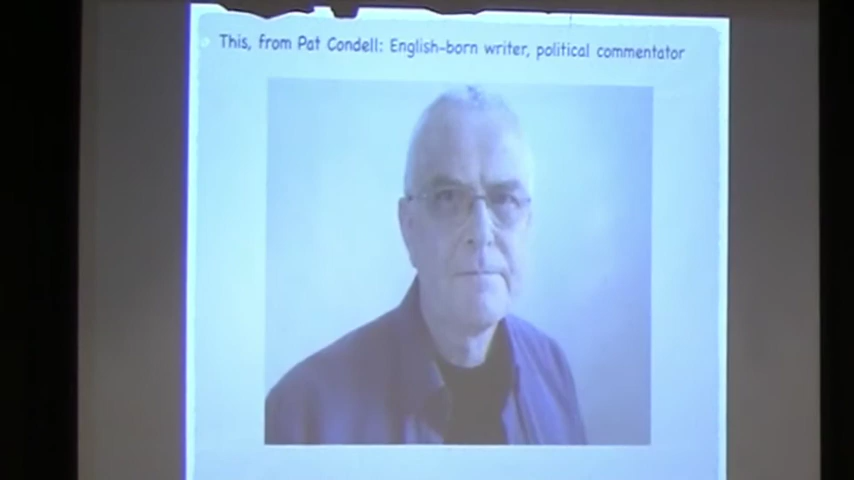 This, from Pat Condell: English-born writer, political commentator